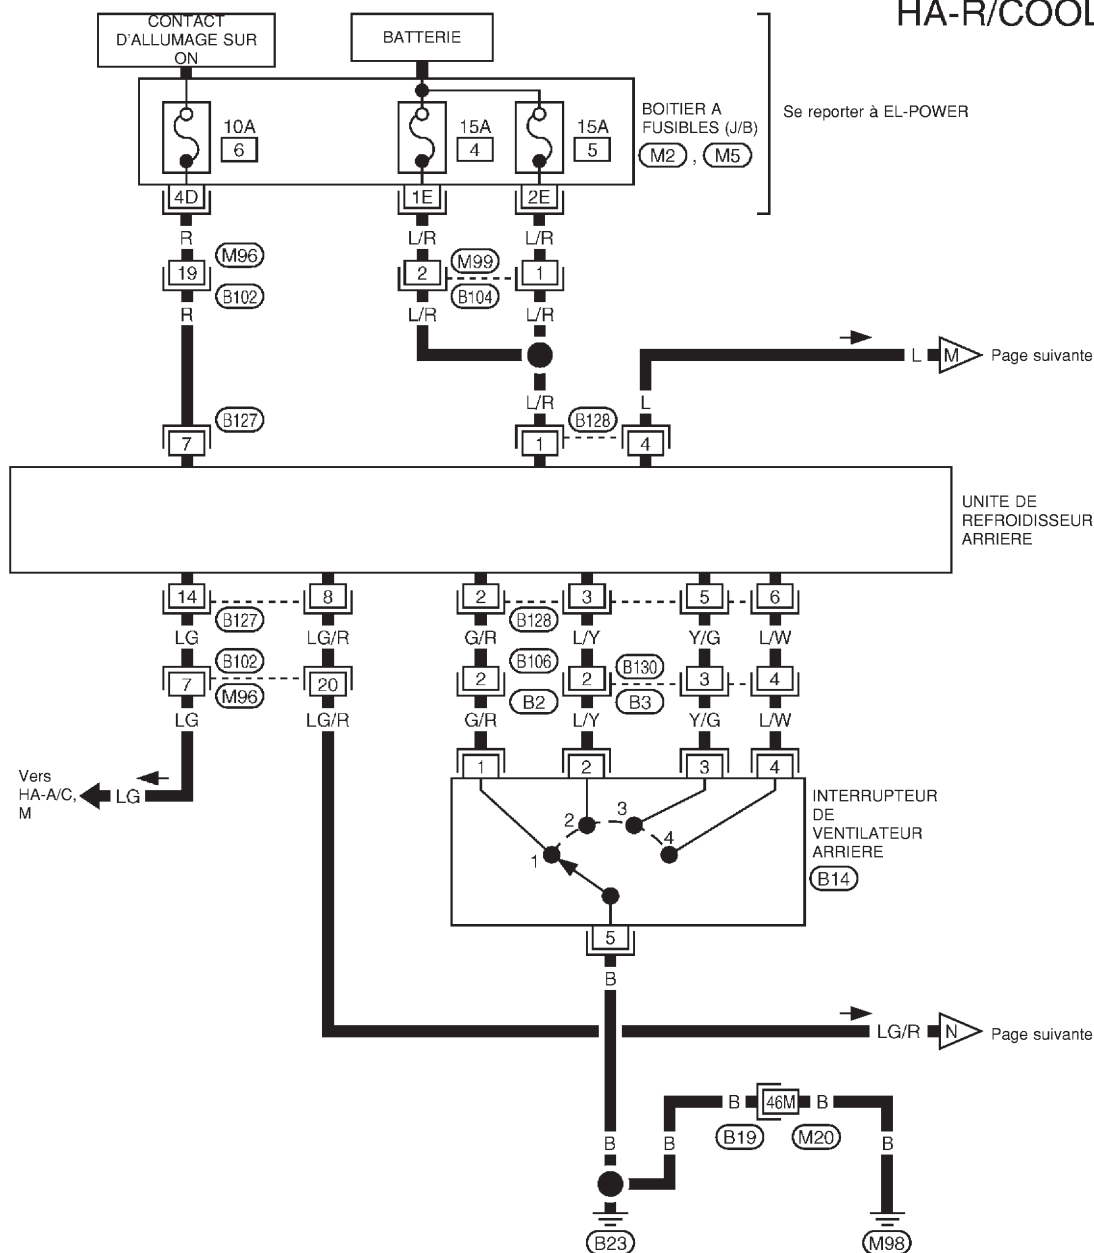 HA-R/COOL
CONTACT
D'ALLUMAGE SUR
ON
BATTERIE
10A
6
15A
4
15A
5
BOITIER A
FUSIBLES (J/B)
M2 , M5
Se reporter à EL-POWER
4D
1E
2E
R
L/R
L/R
19
M96
B102
2
M99
B104
1
R
L/R
L/R
L
M
Page suivante
L/R
L
7
B127
1
B128
4
UNITE DE
REFROIDISSEUR
ARRIERE
14
8
2
3
5
6
B127
B128
LG
LG/R
G/R
L/Y
Y/G
L/W
B102
B106
B130
7
20
2
2
3
4
M96
B2
B3
LG
LG/R
G/R
L/Y
Y/G
L/W
1
2
3
4
Vers
HA-A/C,
M
LG
1
2
3
4
INTERRUPTEUR
DE
VENTILATEUR
ARRIERE
B14
5
B
LG/R
N
Page suivante
B
46M
B
B19
M20
B
B
B
B23
M98